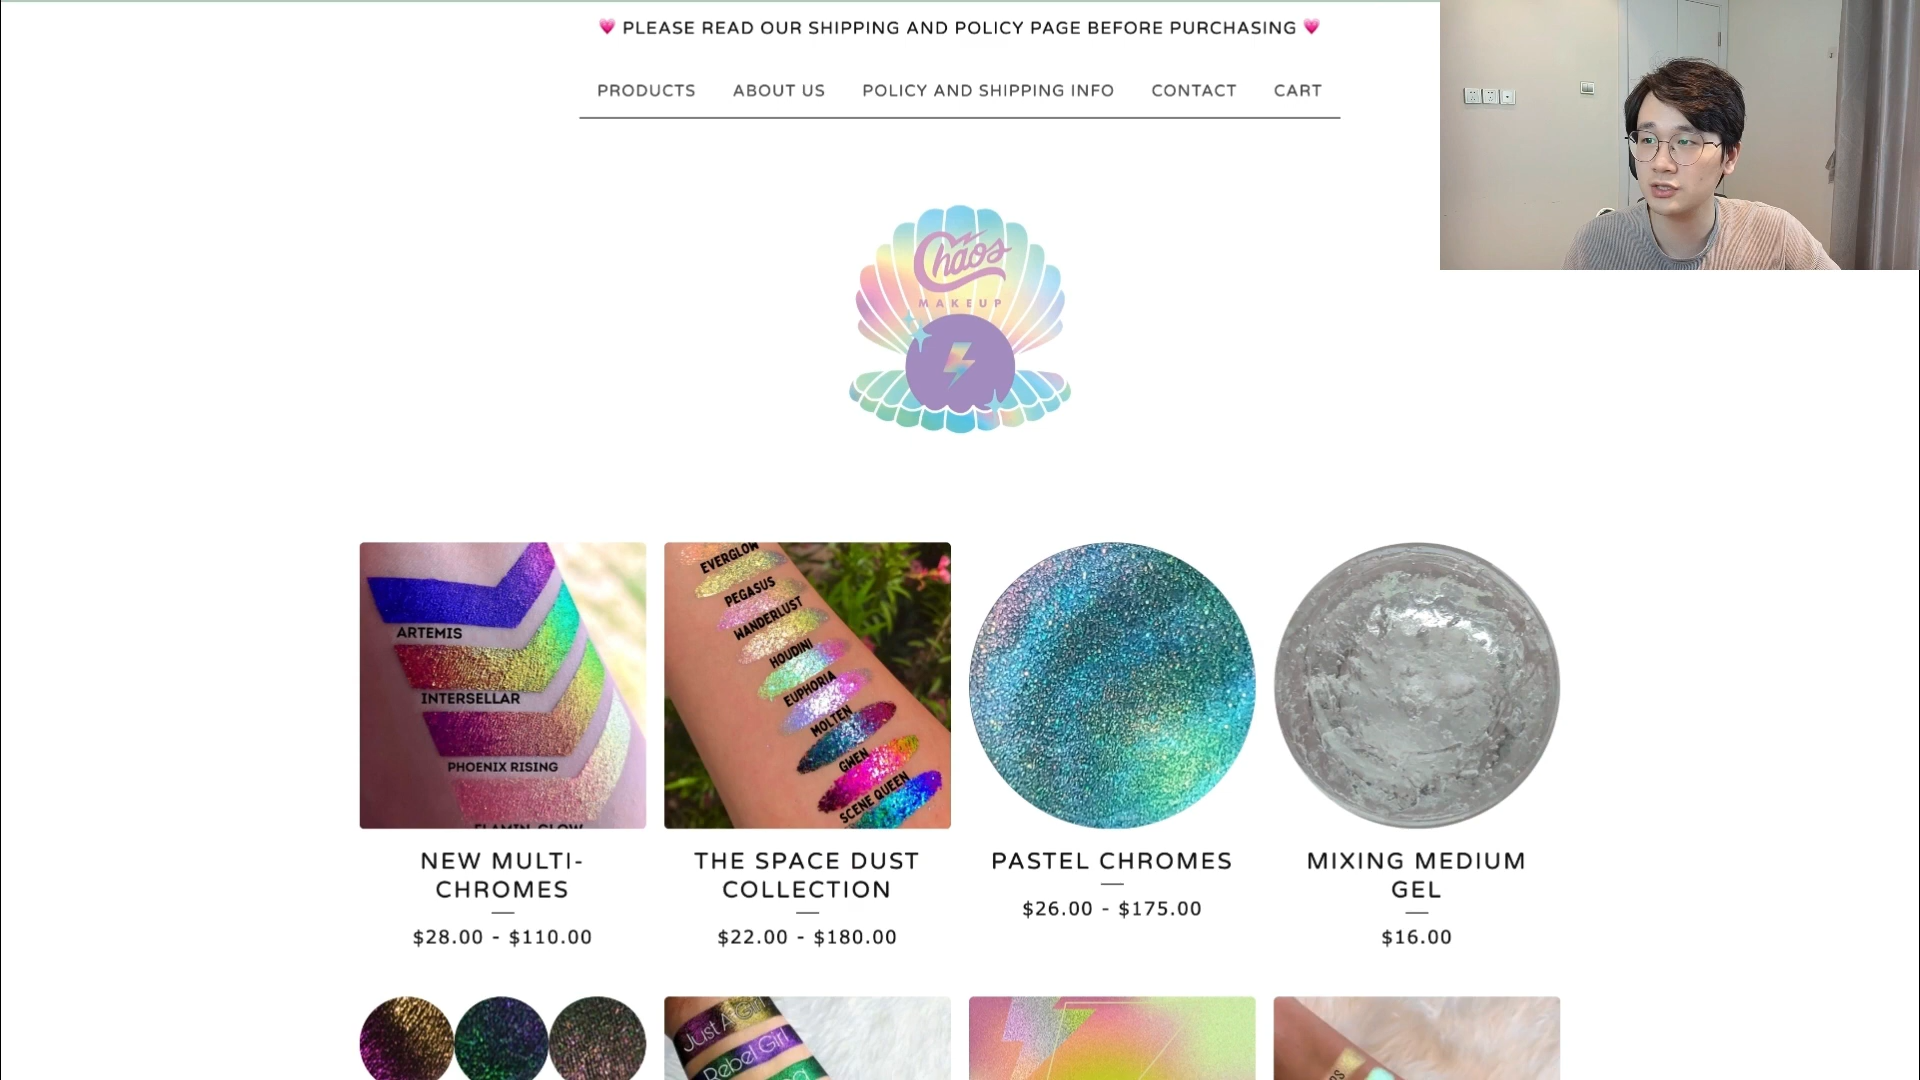 💗 PLEASE READ OUR SHIPPING AND POLICY PAGE BEFORE PURCHASING 💗
PRODUCTS ABOUT US POLICY AND SHIPPING INFO CONTACT CART
Chaos
MAKEUP
ARTEMIS
INTERSELLAR
PHOENIX RISING
FLAMIN-GLOW
EVERGLOW
PEGASUS
WANDERLUST
HOUDINI
EUPHORIA
MOLTEN
GWEN
SCENE QUEEN
NEW MULTI-
CHROMES
$28.00 - $110.00
THE SPACE DUST
COLLECTION
$22.00 - $180.00
PASTEL CHROMES
$26.00 - $175.00
MIXING MEDIUM
GEL
$16.00
Just A Girl
Rebel Girl